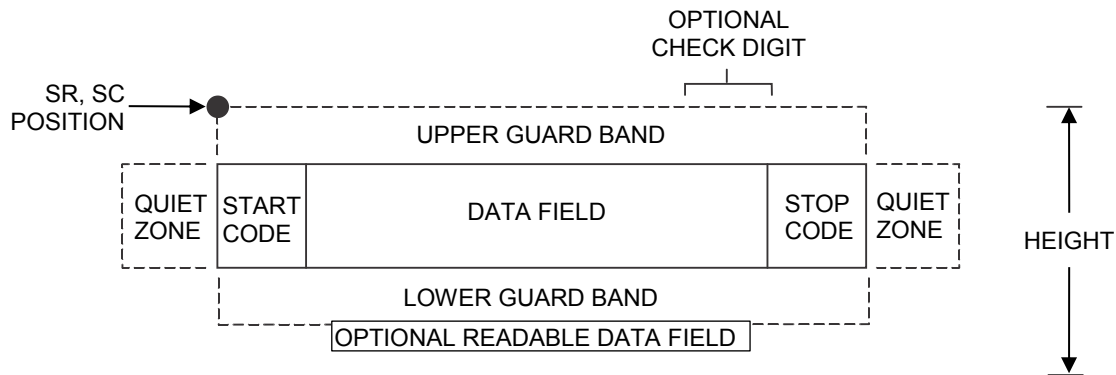 OPTIONAL
CHECK DIGIT
SR, SC
POSITION
UPPER GUARD BAND
QUIET
ZONE
START
CODE
DATA FIELD
STOP
CODE
QUIET
ZONE
HEIGHT
LOWER GUARD BAND
OPTIONAL READABLE DATA FIELD